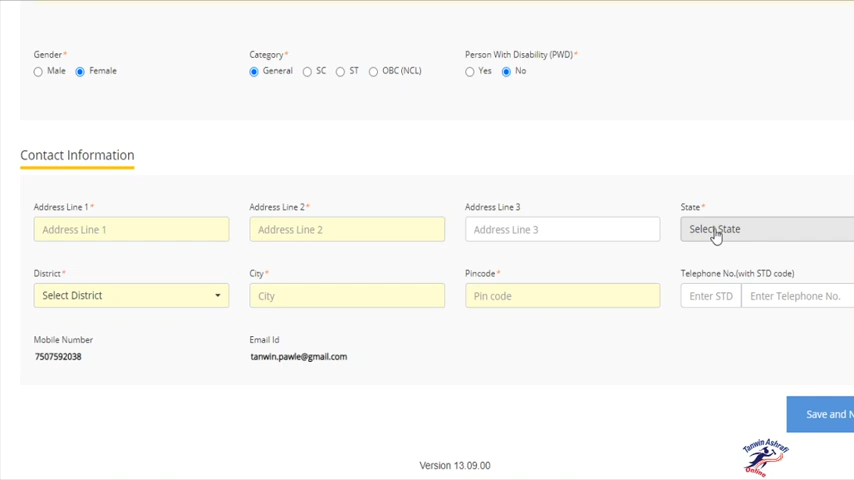 Gender* Category* Person With Disability (PWD)*
Male Female General SC ST OBC (NCL) Yes No
Contact Information
Address Line 1* Address Line 2* Address Line 3 State*
Address Line 1 Address Line 2 Address Line 3 Select State
District* City* Pincode* Telephone No.(with STD code)
Select District City Pin code Enter STD Enter Telephone No.
Mobile Number Email Id
7507592038 tanwin.pawle@gmail.com
Save and N
Tanwin Ashrafi
Online
Version 13.09.00